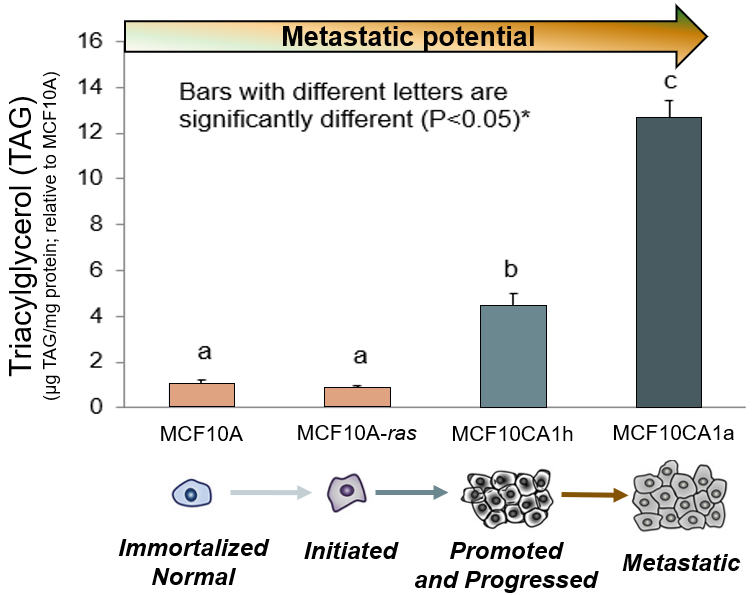 Metastatic potential
Triacylglycerol (TAG)
(µg TAG/mg protein; relative to MCF10A)
16
14
12
10
8
6
4
2
0
Bars with different letters are
significantly different (P<0.05)*
a
a
b
c
MCF10A MCF10A-ras MCF10CA1h MCF10CA1a
Immortalized
Normal
Initiated
Promoted
and Progressed
Metastatic